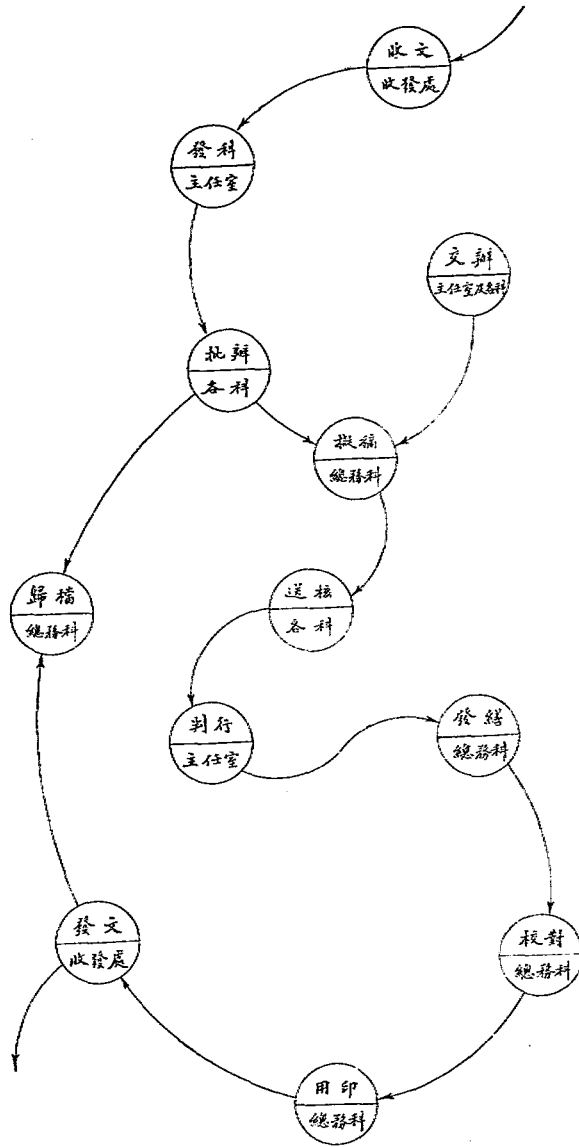 收文
收發處
發科
主任室
交辦
主任室及各科
批辦
各科
擬稿
總務科
送核
各科
歸檔
總務科
判行
主任室
發繕
總務科
發文
收發處
校對
總務科
用印
總務科